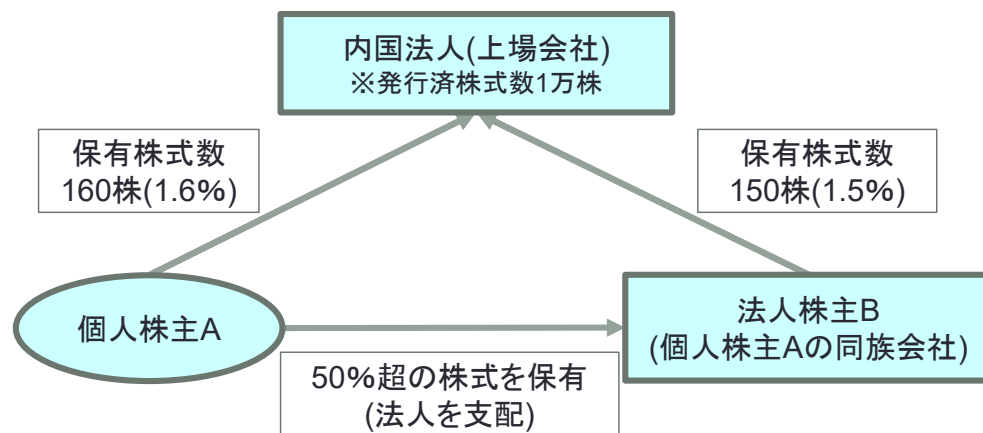 内国法人(上場会社)
※発行済株式数1万株
保有株式数
160株(1.6%)
保有株式数
150株(1.5%)
個人株主A
法人株主B
(個人株主Aの同族会社)
50%超の株式を保有
(法人を支配)